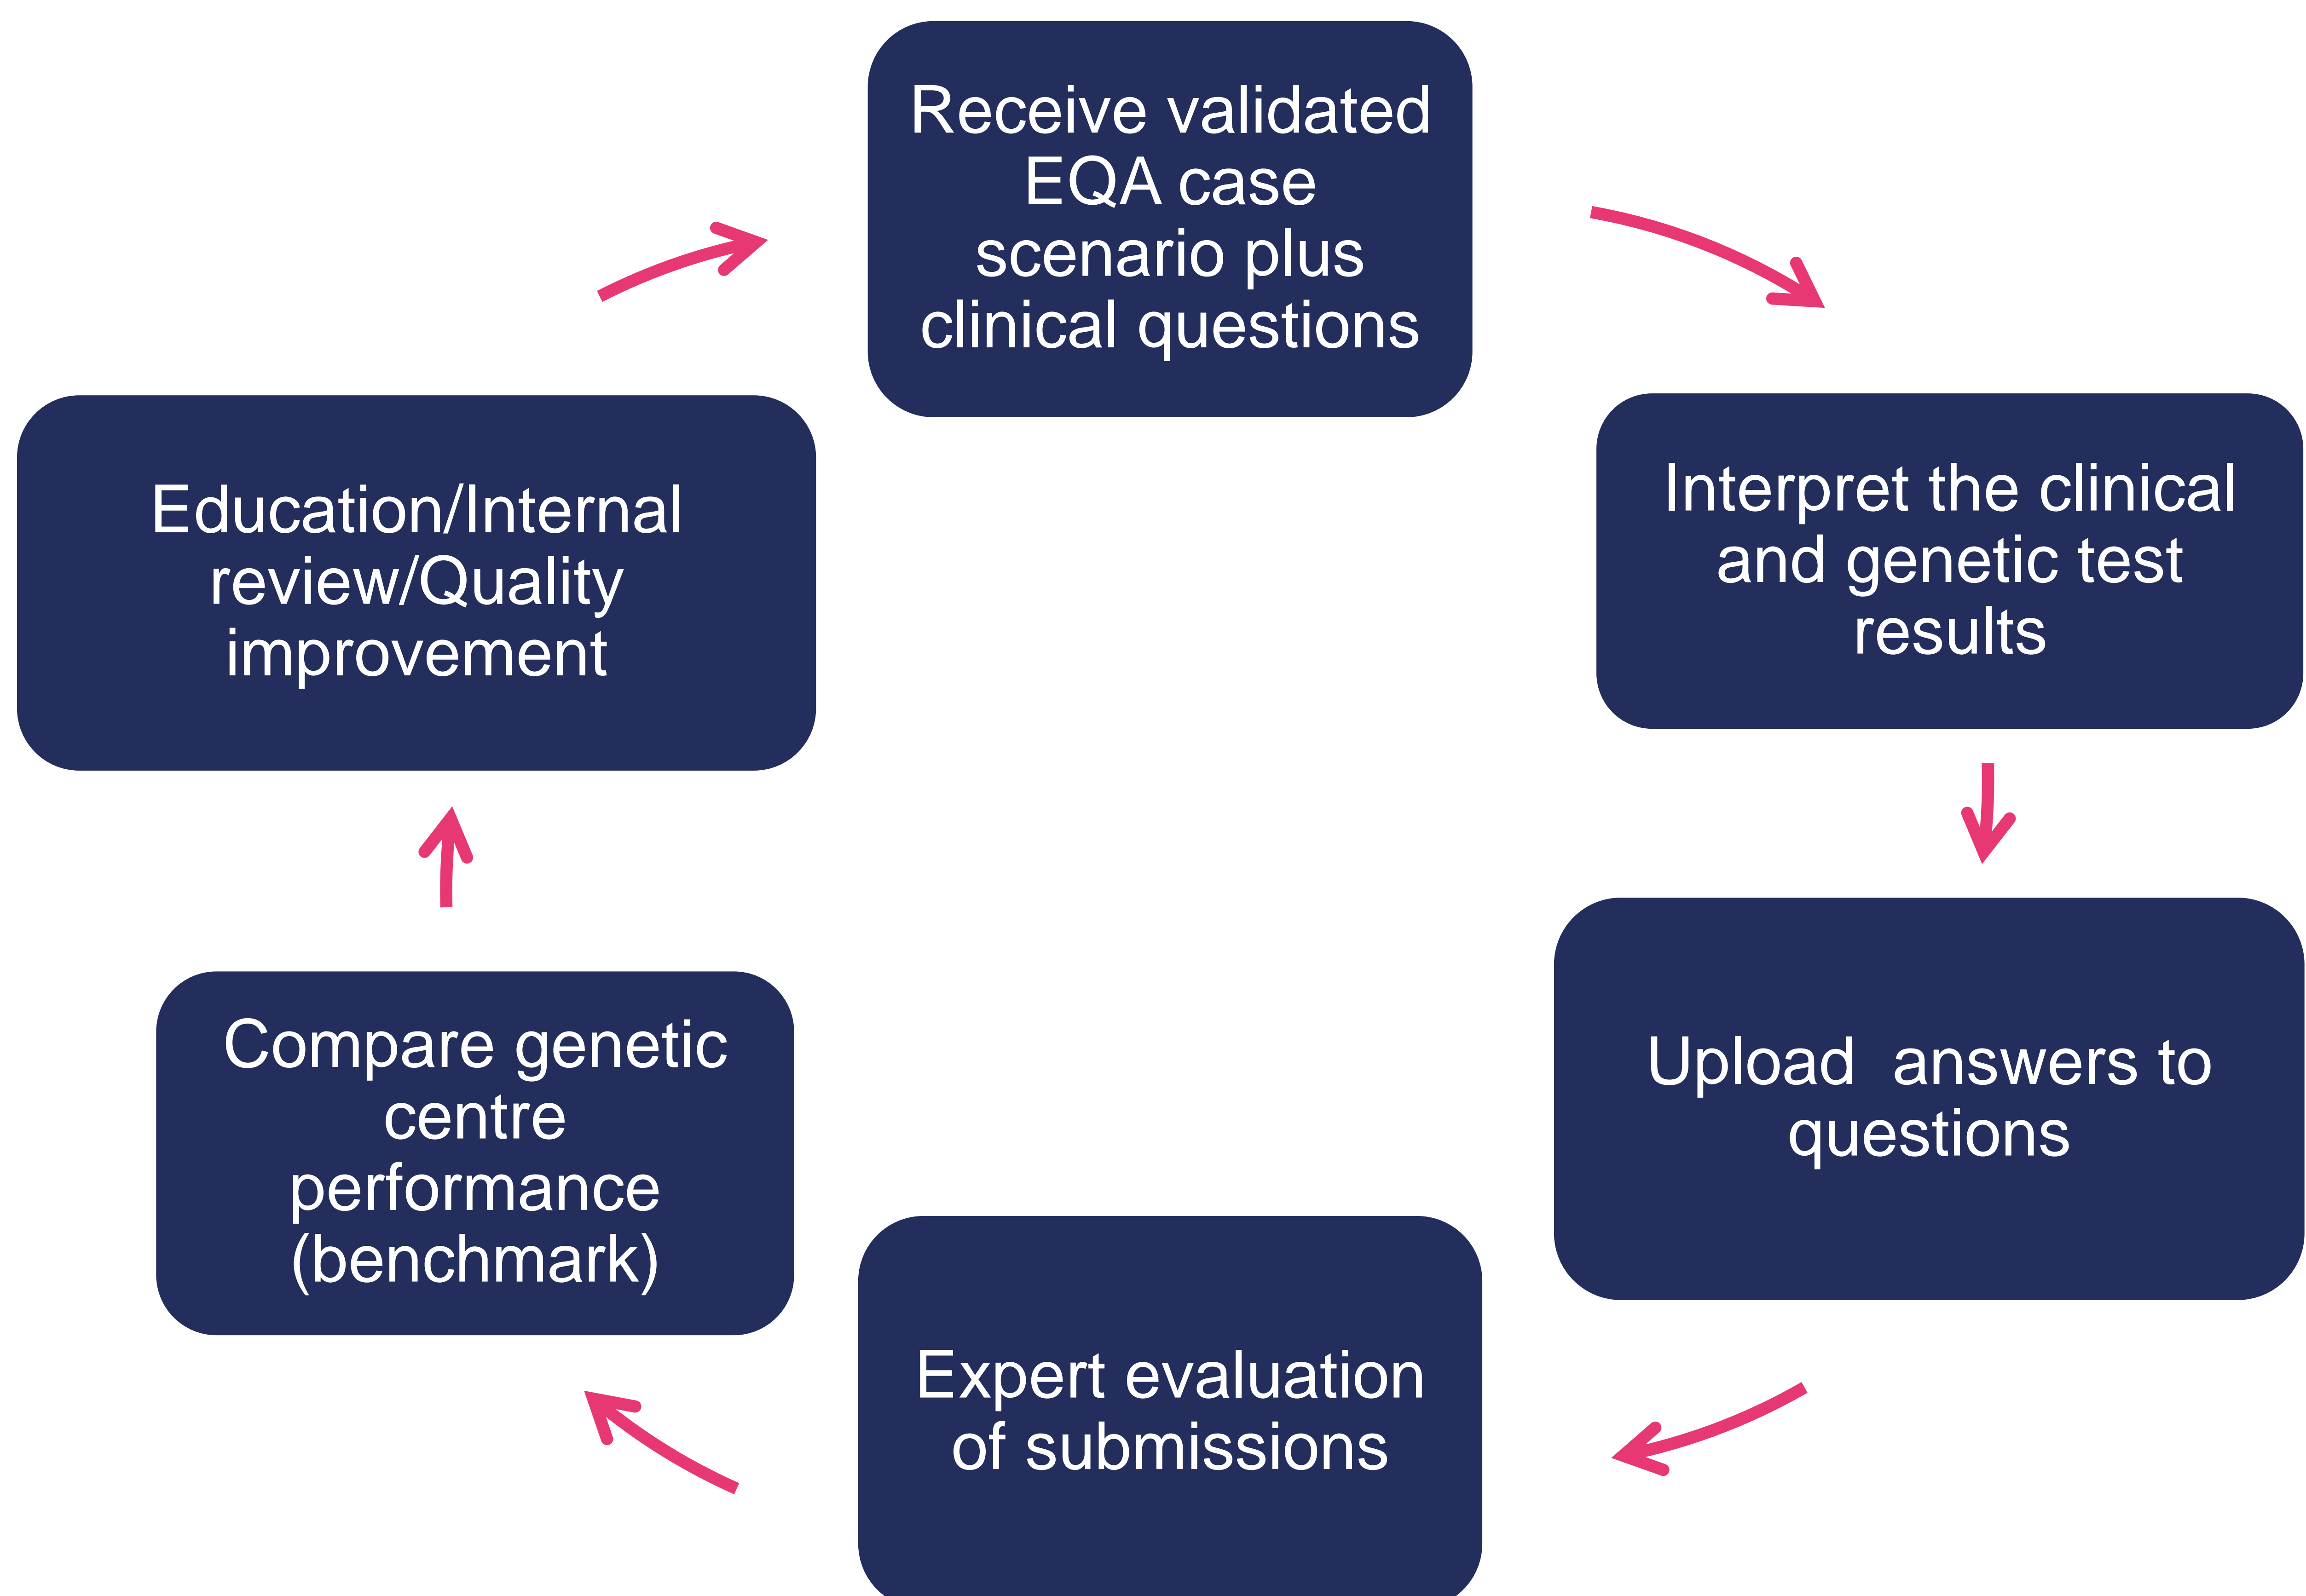 Receive validated
EQA case
scenario plus
clinical questions
Interpret the clinical
and genetic test
results
Upload  answers to
questions
Expert evaluation
of submissions
Compare genetic
centre
performance
(benchmark)
Education/Internal
review/Quality
improvement